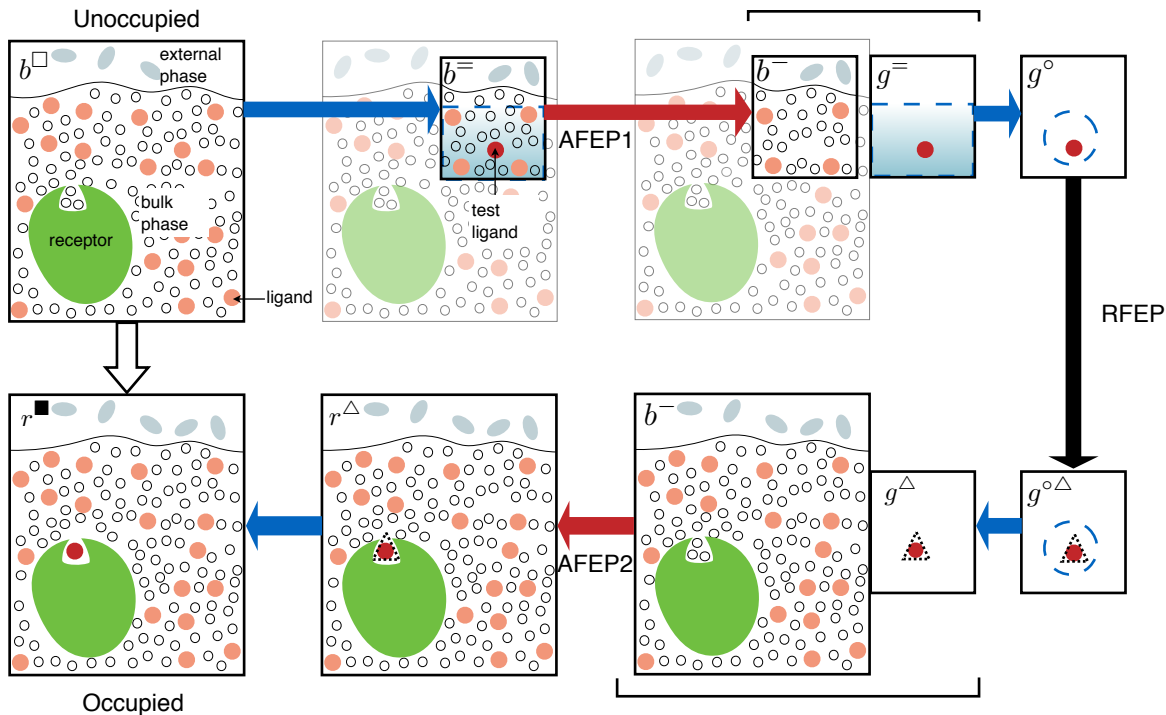 Unoccupied
b□
external
phase
b=
b−
g=
g○
AFEP1
bulk
phase
receptor
test
ligand
ligand
RFEP
r■
r△
b−
g△
g○△
AFEP2
Occupied